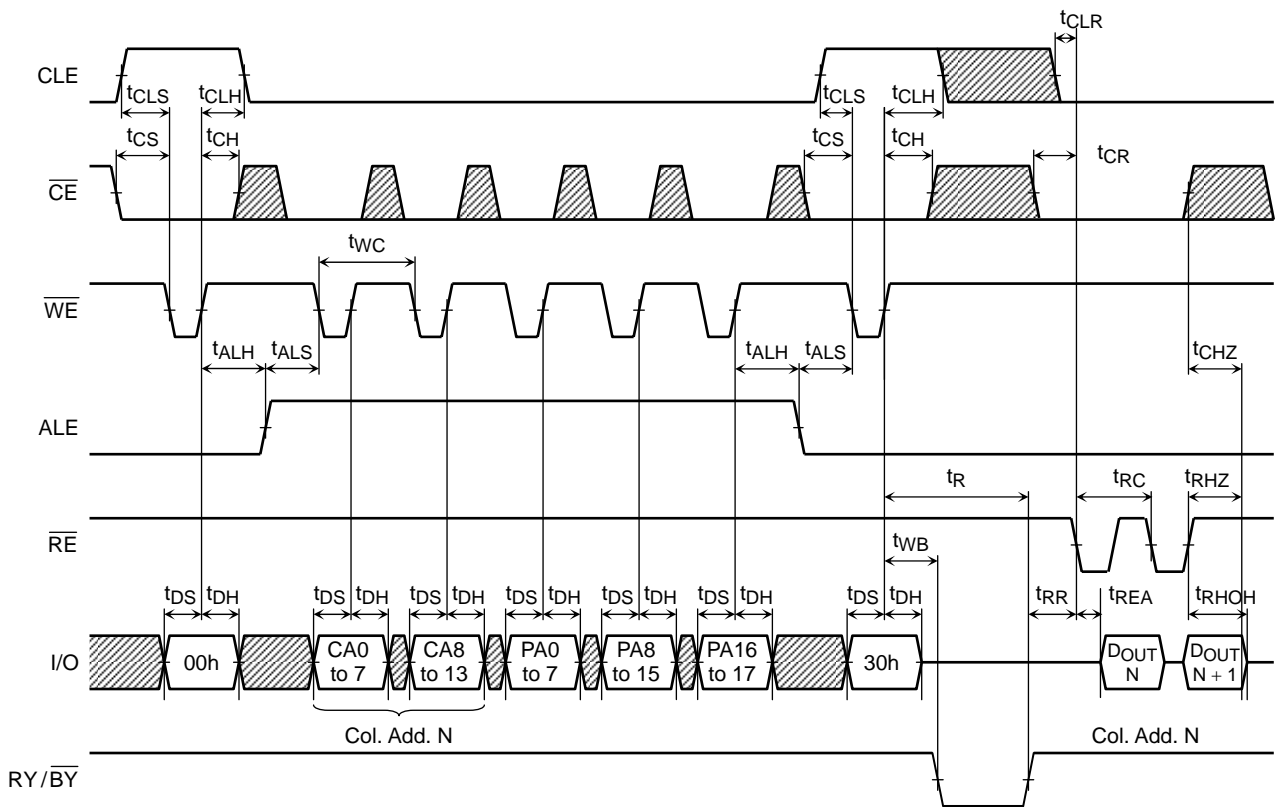 tCLR
CLE
tCLS tCLH tCLS tCLH
tCS tCH tCS tCH tCR
CE
tWC
WE
tALH tALS tALH tALS tCHZ
ALE
tR tRC tRHZ
RE
tWB
tDS tDH tDS tDH tDS tDH tDS tDH tDS tDH tDS tDH tDS tDH tRR tREA tRHOH
I/O
00h
CA0
to 7
CA8
to 13
PA0
to 7
PA8
to 15
PA16
to 17
30h
DOUT
N
DOUT
N + 1
Col. Add. N Col. Add. N
RY/BY